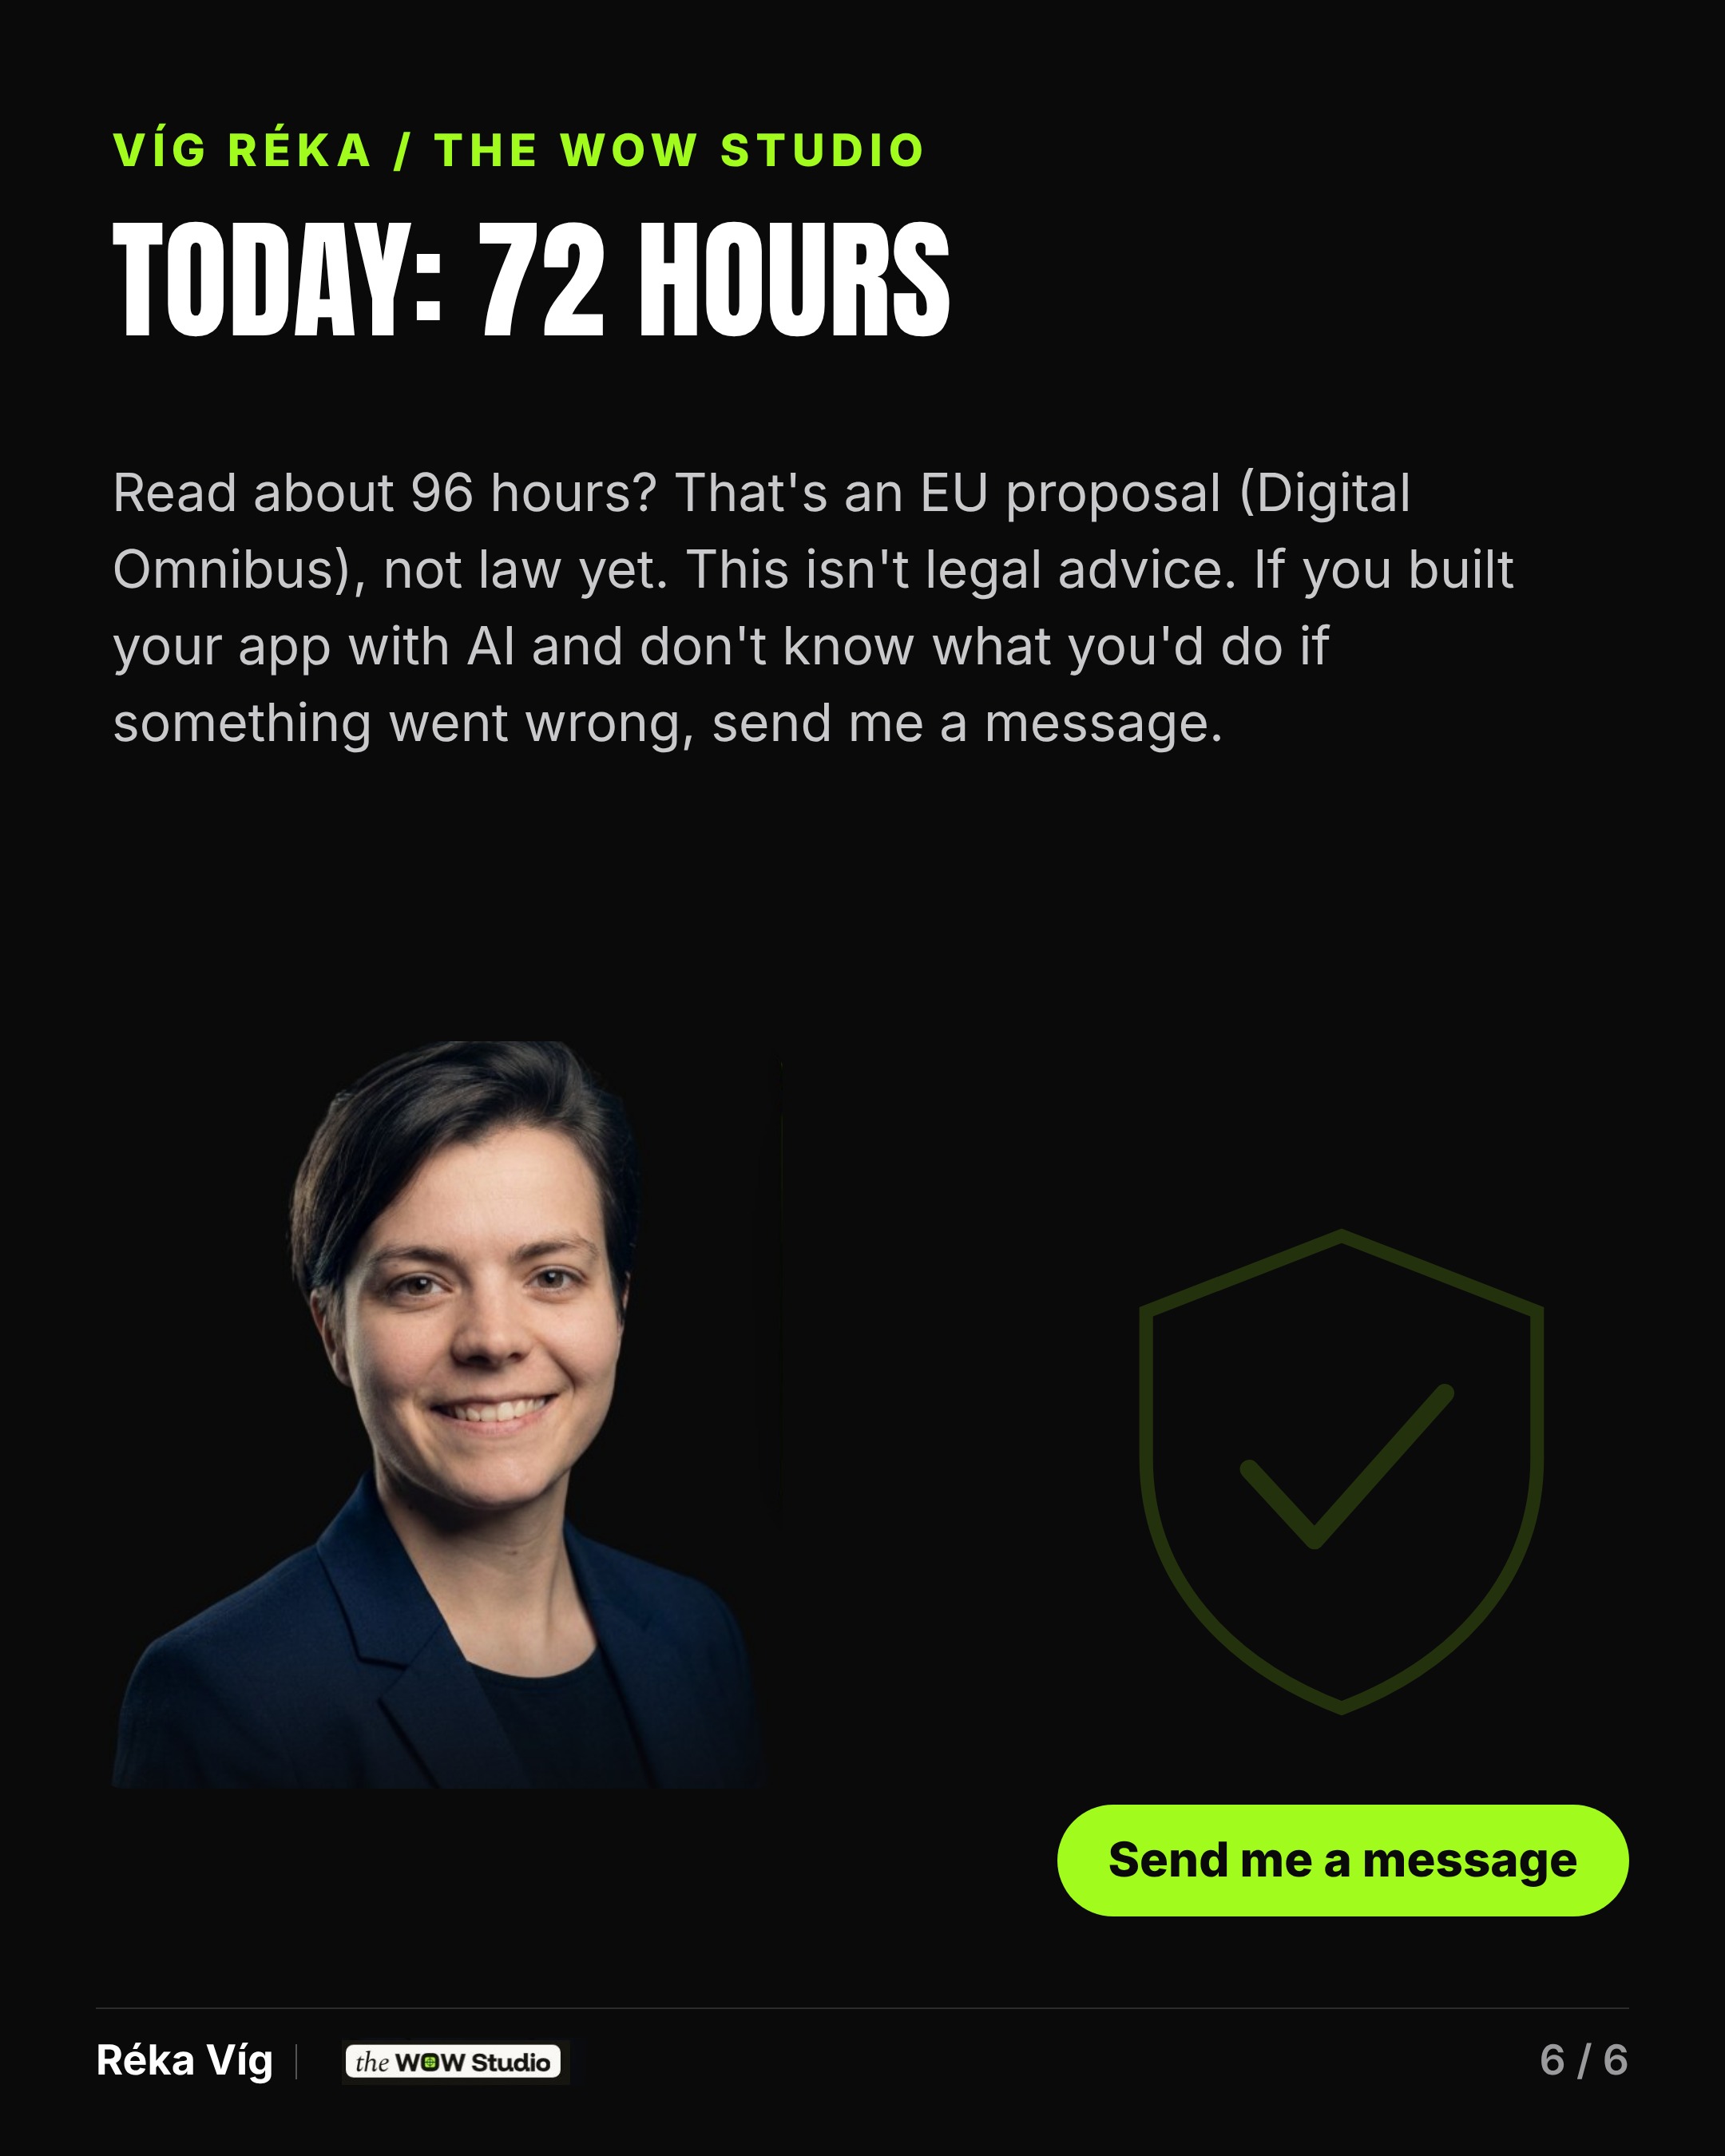 VÍG RÉKA / THE WOW STUDIO
TODAY: 72 HOURS
Read about 96 hours? That's an EU proposal (Digital
Omnibus), not law yet. This isn't legal advice. If you built
your app with AI and don't know what you'd do if
something went wrong, send me a message.
Send me a message
Réka Víg
the WOW Studio
6 / 6